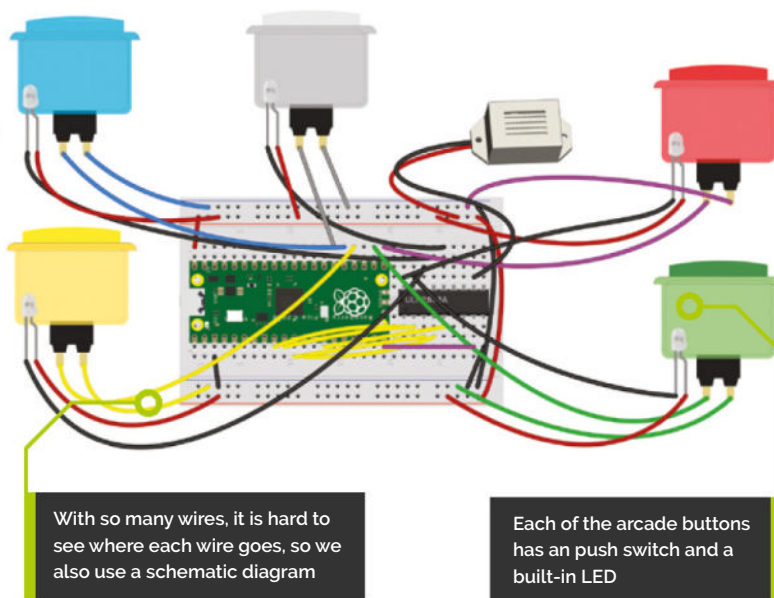 With so many wires, it is hard to
see where each wire goes, so we
also use a schematic diagram
Each of the arcade buttons
has an push switch and a
built-in LED